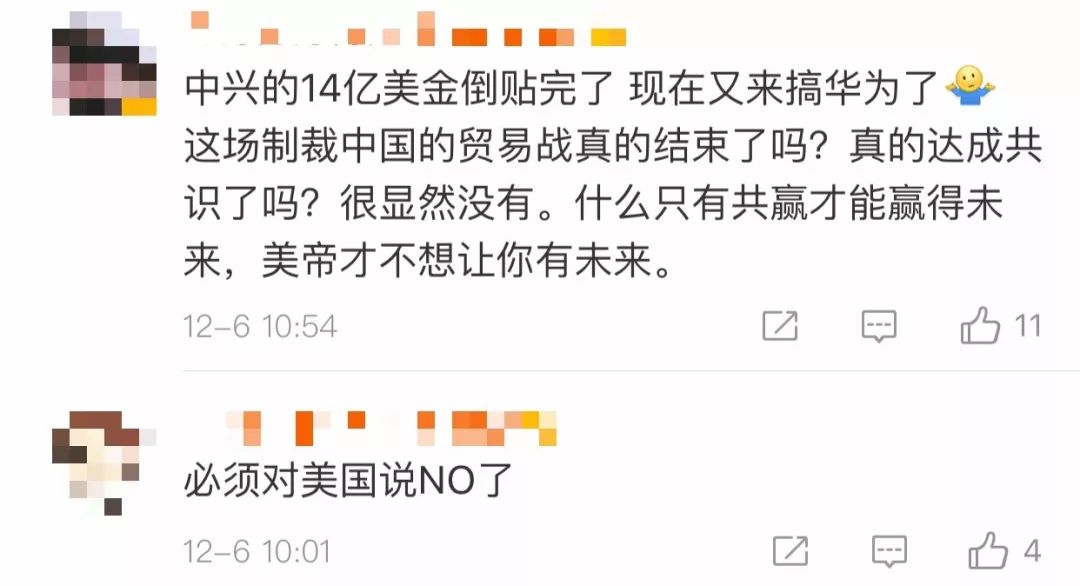 中兴的14亿美金倒贴完了 现在又来搞华为了🤷‍♂️
这场制裁中国的贸易战真的结束了吗？真的达成共
识了吗？很显然没有。什么只有共赢才能赢得未
来，美帝才不想让你有未来。
12-6 10:54 11
必须对美国说NO了
12-6 10:01 4